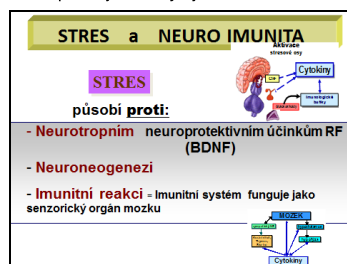 STRES a NEURO IMUNITA
Aktivace
stresové osy
Cytokiny
STRES
působí proti:
- Neurotropním neuroprotektivním účinkům RF
(BDNF)
- Neuroneogenezi
- Imunitní reakci = Imunitní systém funguje jako
senzorický orgán mozku
MOZEK
Cytokiny